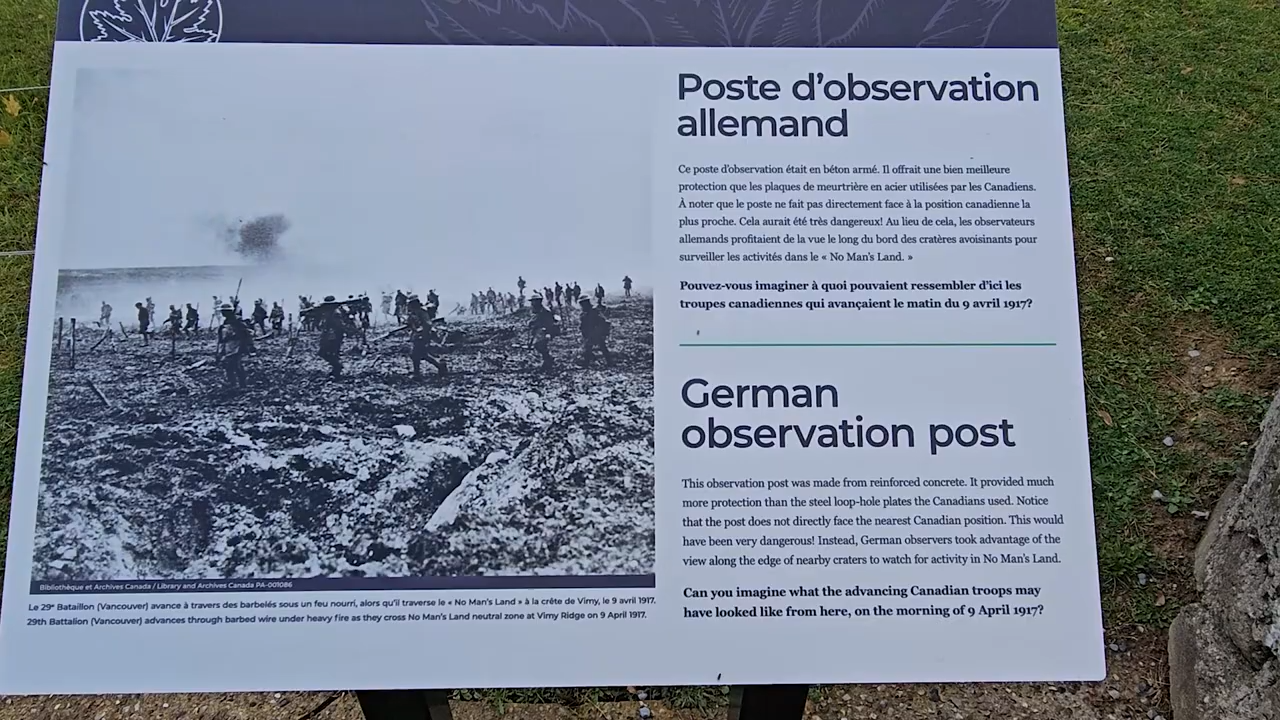 Poste d'observation
allemand
Ce poste d'observation était en béton armé. Il offrait une bien meilleure
protection que les plaques de meurtrière en acier utilisées par les Canadiens.
À noter que le poste ne fait pas directement face à la position canadienne la
plus proche. Cela aurait été très dangereux! Au lieu de cela, les observateurs
allemands profitaient de la vue le long du bord des cratères avoisinants pour
surveiller les activités dans le « No Man's Land. »
Pouvez-vous imaginer à quoi pouvaient ressembler d'ici les
troupes canadiennes qui avançaient le matin du 9 avril 1917?
German
observation post
This observation post was made from reinforced concrete. It provided much
more protection than the steel loop-hole plates the Canadians used. Notice
that the post does not directly face the nearest Canadian position. This would
have been very dangerous! Instead, German observers took advantage of the
view along the edge of nearby craters to watch for activity in No Man's Land.
Can you imagine what the advancing Canadian troops may
have looked like from here, on the morning of 9 April 1917?
Bibliothèque et Archives Canada / Library and Archives Canada PA-001086
Le 29e Bataillon (Vancouver) avance à travers des barbelés sous un feu nourri, alors qu'il traverse le « No Man's Land » à la crête de Vimy, le 9 avril 1917.
29th Battalion (Vancouver) advances through barbed wire under heavy fire as they cross No Man's Land neutral zone at Vimy Ridge on 9 April 1917.